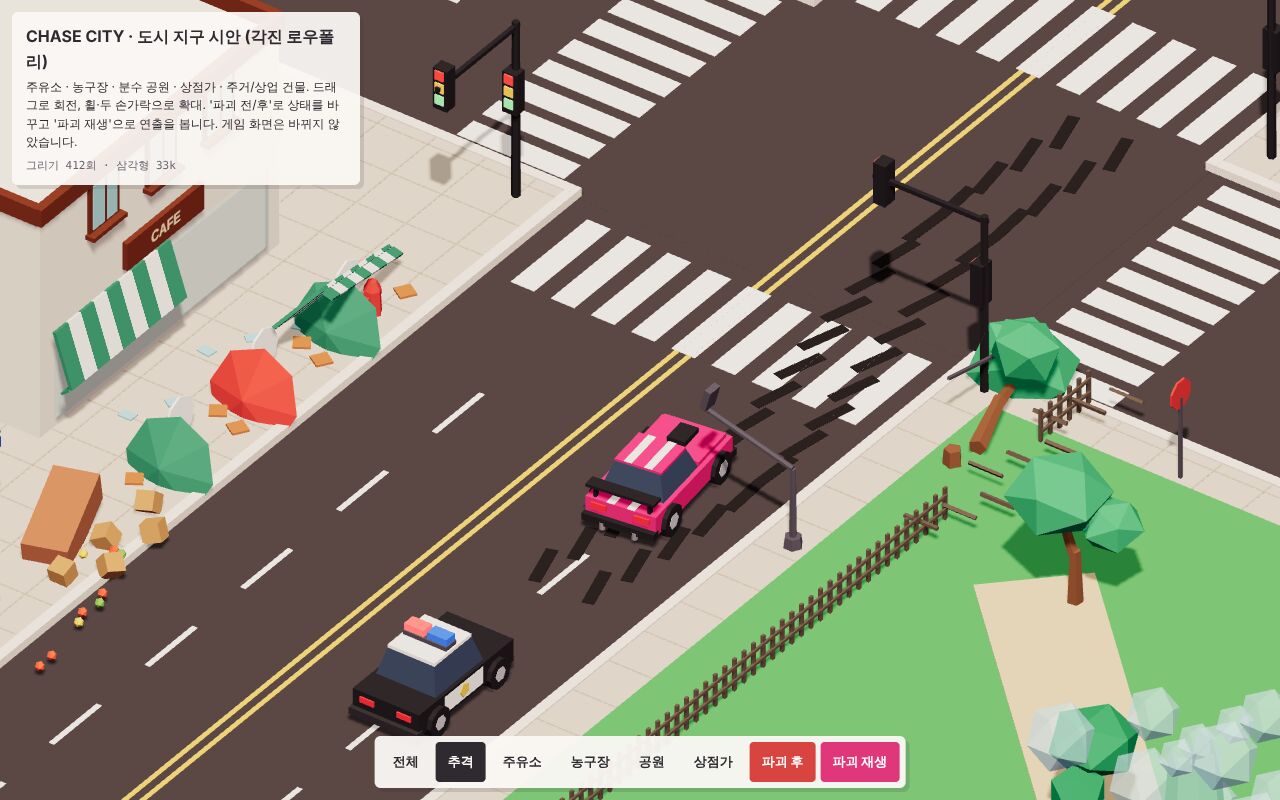 CHASE CITY · 도시 지구 시안 (각진 로우폴
리)
주유소 · 농구장 · 분수 공원 · 상점가 · 주거/상업 건물. 드래
그로 회전, 휠·두 손가락으로 확대. '파괴 전/후'로 상태를 바
꾸고 '파괴 재생'으로 연출을 봅니다. 게임 화면은 바뀌지 않
았습니다.
그리기 412회 · 삼각형 33k
CAFE
전체 추격 주유소 농구장 공원 상점가 파괴 후 파괴 재생